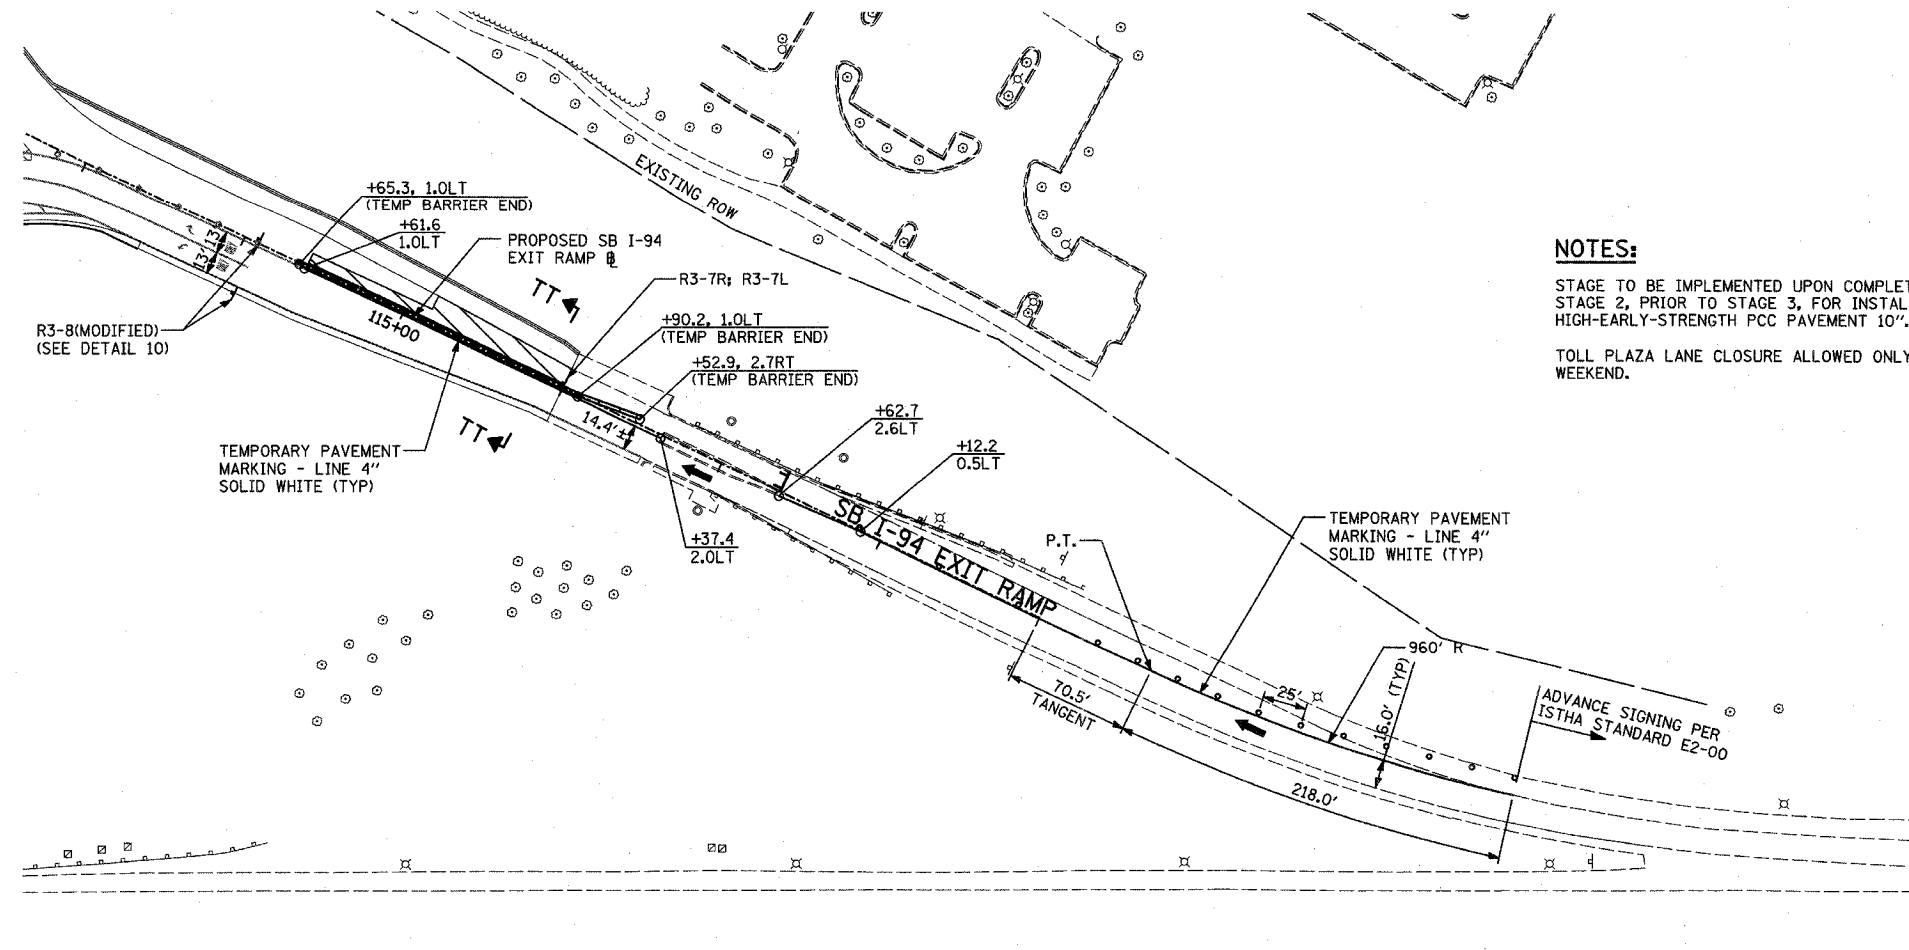 EXISTING ROW
+65.3, 1.0LT
(TEMP BARRIER END)
+61.6
1.0LT
PROPOSED SB I-94
EXIT RAMP ℄
TT
R3-7R; R3-7L
13'
13'
115+00
R3-8(MODIFIED)
(SEE DETAIL 10)
+90.2, 1.0LT
(TEMP BARRIER END)
+52.9, 2.7RT
(TEMP BARRIER END)
14.4'±
TT
TEMPORARY PAVEMENT
MARKING - LINE 4"
SOLID WHITE (TYP)
+62.7
2.6LT
+12.2
0.5LT
+37.4
2.0LT
SB I-94 EXIT RAMP
P.T.
TEMPORARY PAVEMENT
MARKING - LINE 4"
SOLID WHITE (TYP)
960' R
16.0' (TYP)
25'
70.5'
TANGENT
218.0'
ADVANCE SIGNING PER
ISTHA STANDARD E2-00
NOTES:
STAGE TO BE IMPLEMENTED UPON COMPLET
STAGE 2, PRIOR TO STAGE 3, FOR INSTAL
HIGH-EARLY-STRENGTH PCC PAVEMENT 10".
TOLL PLAZA LANE CLOSURE ALLOWED ONLY
WEEKEND.